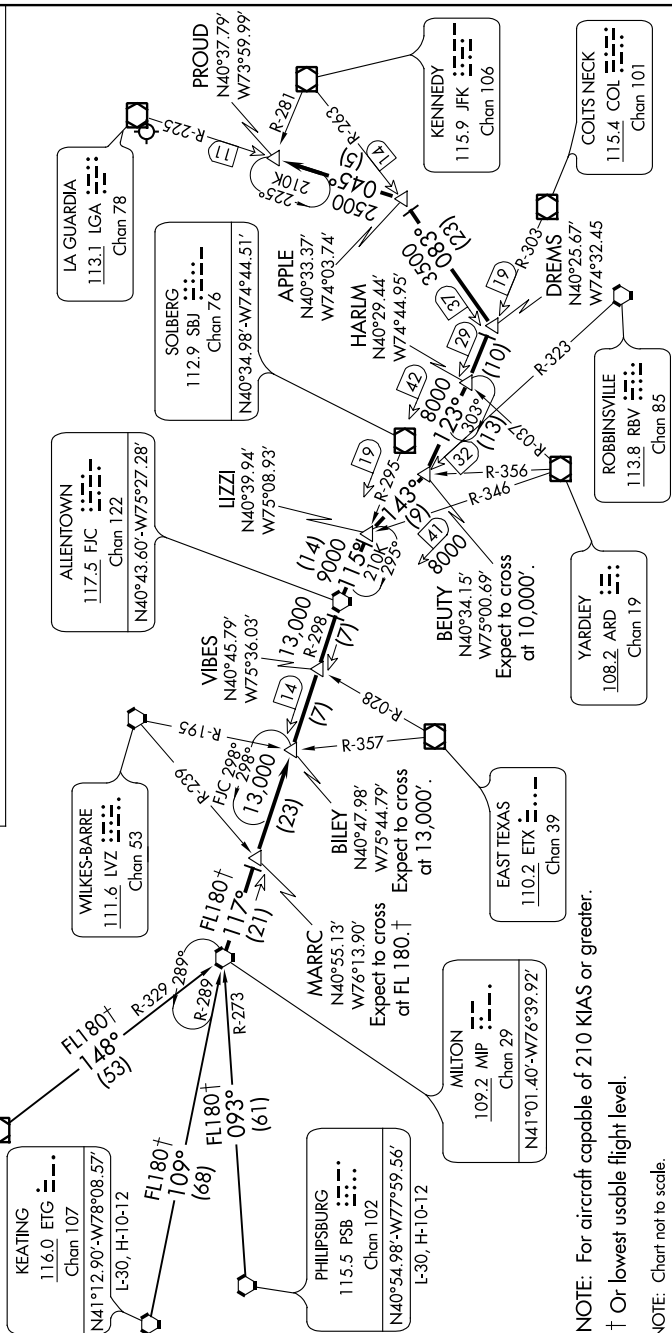 LA GUARDIA
113.1 LGA
Chan 78
PROUD
N40°37.79'
W73°59.99'
R-225
11
R-281
R-263
14
KENNEDY
115.9 JFK
Chan 106
225°
210K
2500
045°
(5)
APPLE
N40°33.37'
W74°03.74'
3500
083°
(23)
COLTS NECK
115.4 COL
Chan 101
R-303
19
DREMS
N40°25.67'
W74°32.45
37
29
(10)
HARLM
N40°29.44'
W74°44.95'
SOLBERG
112.9 SBJ
Chan 76
N40°34.98'-W74°44.51'
42
8000
123°
303°
(13)
R-037
R-323
ROBBINSVILLE
113.8 RBV
Chan 85
32
19
R-295
R-356
R-346
YARDLEY
108.2 ARD
Chan 19
143°
(9)
41
8000
BEUTY
N40°34.15'
W75°00.69'
Expect to cross
at 10,000'.
LIZZI
N40°39.94'
W75°08.93'
ALLENTOWN
117.5 FJC
Chan 122
N40°43.60'-W75°27.28'
(14)
9000
115°
210K
295°
13,000
R-298
(7)
VIBES
N40°45.79'
W75°36.03'
14
(7)
R-028
R-357
EAST TEXAS
110.2 ETX
Chan 39
WILKES-BARRE
111.6 LVZ
Chan 53
R-195
R-239
FJC 298°
298°
13,000
(23)
BILEY
N40°47.98'
W75°44.79'
Expect to cross
at 13,000'.
FL180†
117°
(21)
MARRC
N40°55.13'
W76°13.90'
Expect to cross
at FL 180.†
MILTON
109.2 MIP
Chan 29
N41°01.40'-W76°39.92'
R-329
289°
R-289
R-273
FL180†
148°
(53)
FL180†
109°
(68)
FL180†
093°
(61)
KEATING
116.0 ETG
Chan 107
N41°12.90'-W78°08.57'
L-30, H-10-12
PHILIPSBURG
115.5 PSB
Chan 102
N40°54.98'-W77°59.56'
L-30, H-10-12
NOTE: For aircraft capable of 210 KIAS or greater.
† Or lowest usable flight level.
NOTE: Chart not to scale.